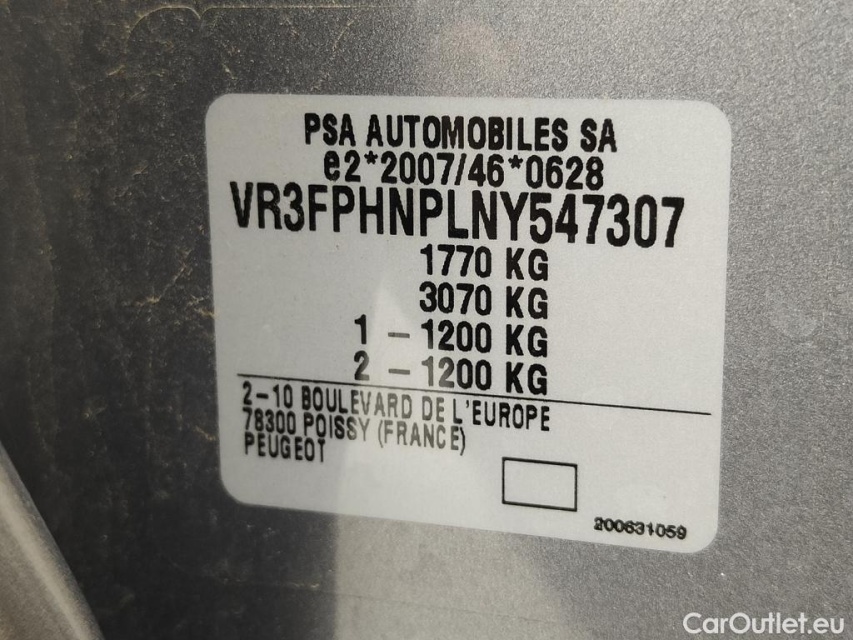 PSA AUTOMOBILES SA
e2*2007/46*0628
VR3FPHNPLNY547307
1770 KG
3070 KG
1 – 1200 KG
2 – 1200 KG
2–10 BOULEVARD DE L'EUROPE
78300 POISSY (FRANCE)
PEUGEOT
200631059
CarOutlet.eu